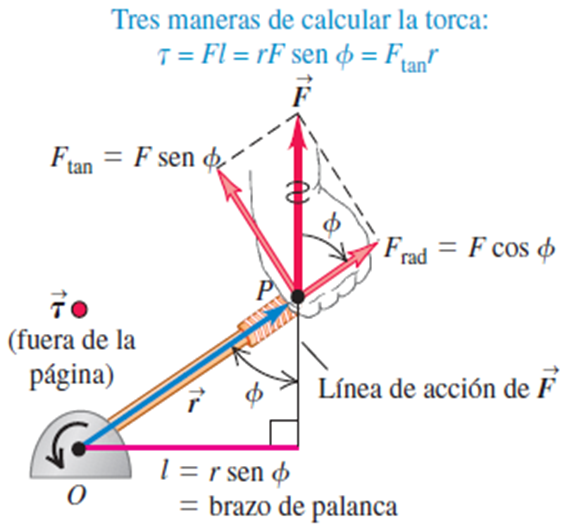 Tres maneras de calcular la torca:
τ = Fl = rF sen ϕ = F_tan r
F⃗
F_tan = F sen ϕ
ϕ
F_rad = F cos ϕ
P
τ⃗
(fuera de la
página)
r⃗
ϕ
Línea de acción de F⃗
l = r sen ϕ
= brazo de palanca
O